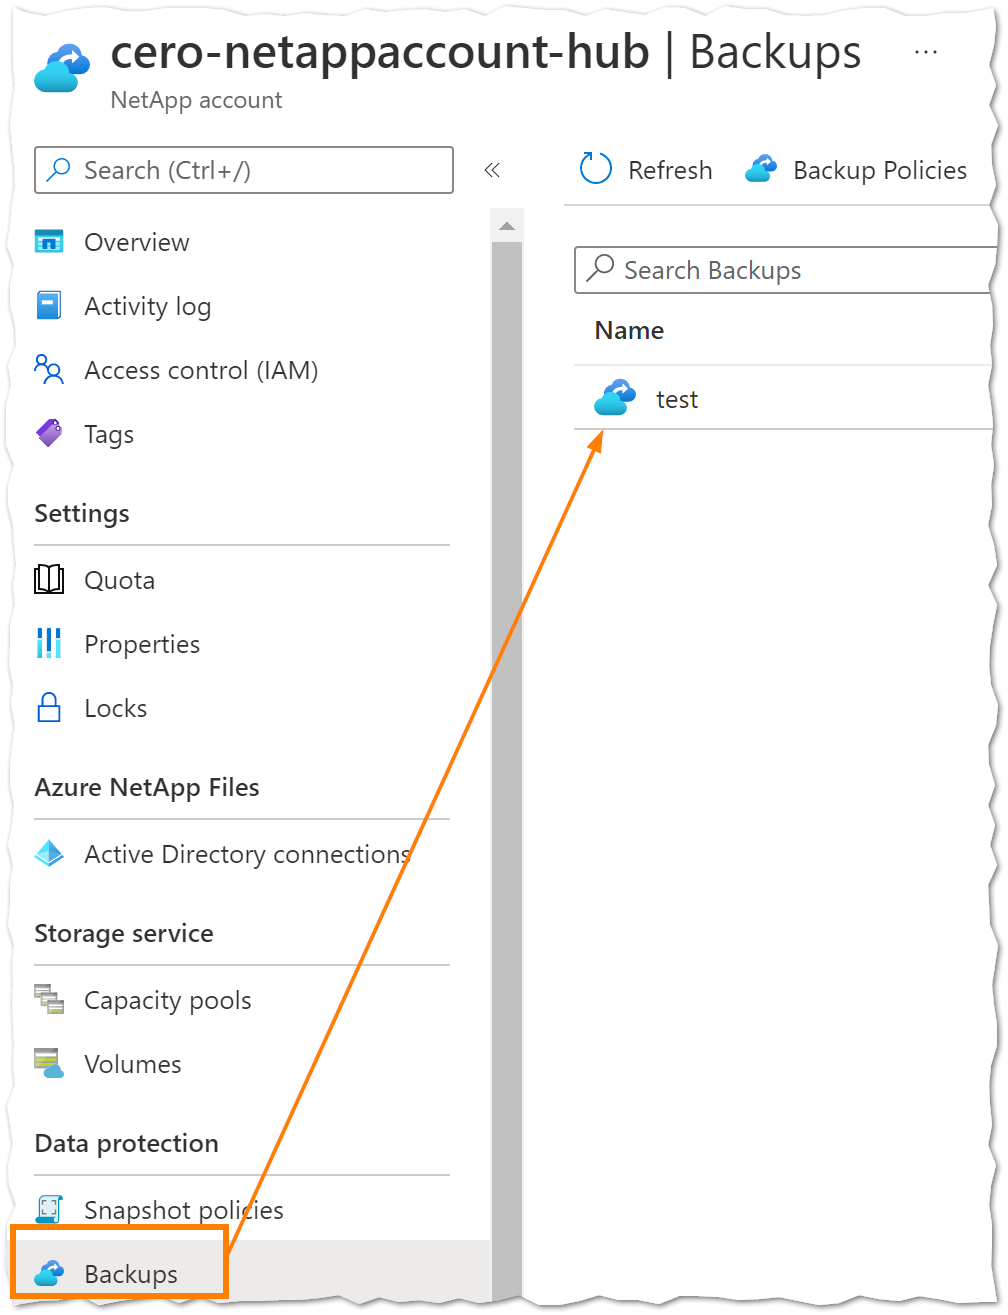 cero-netappaccount-hub | Backups ...
NetApp account
Search (Ctrl+/)
«
Overview
Activity log
Access control (IAM)
Tags
Settings
Quota
Properties
Locks
Azure NetApp Files
Active Directory connections
Storage service
Capacity pools
Volumes
Data protection
Snapshot policies
Backups
Refresh
Backup Policies
Search Backups
Name
test